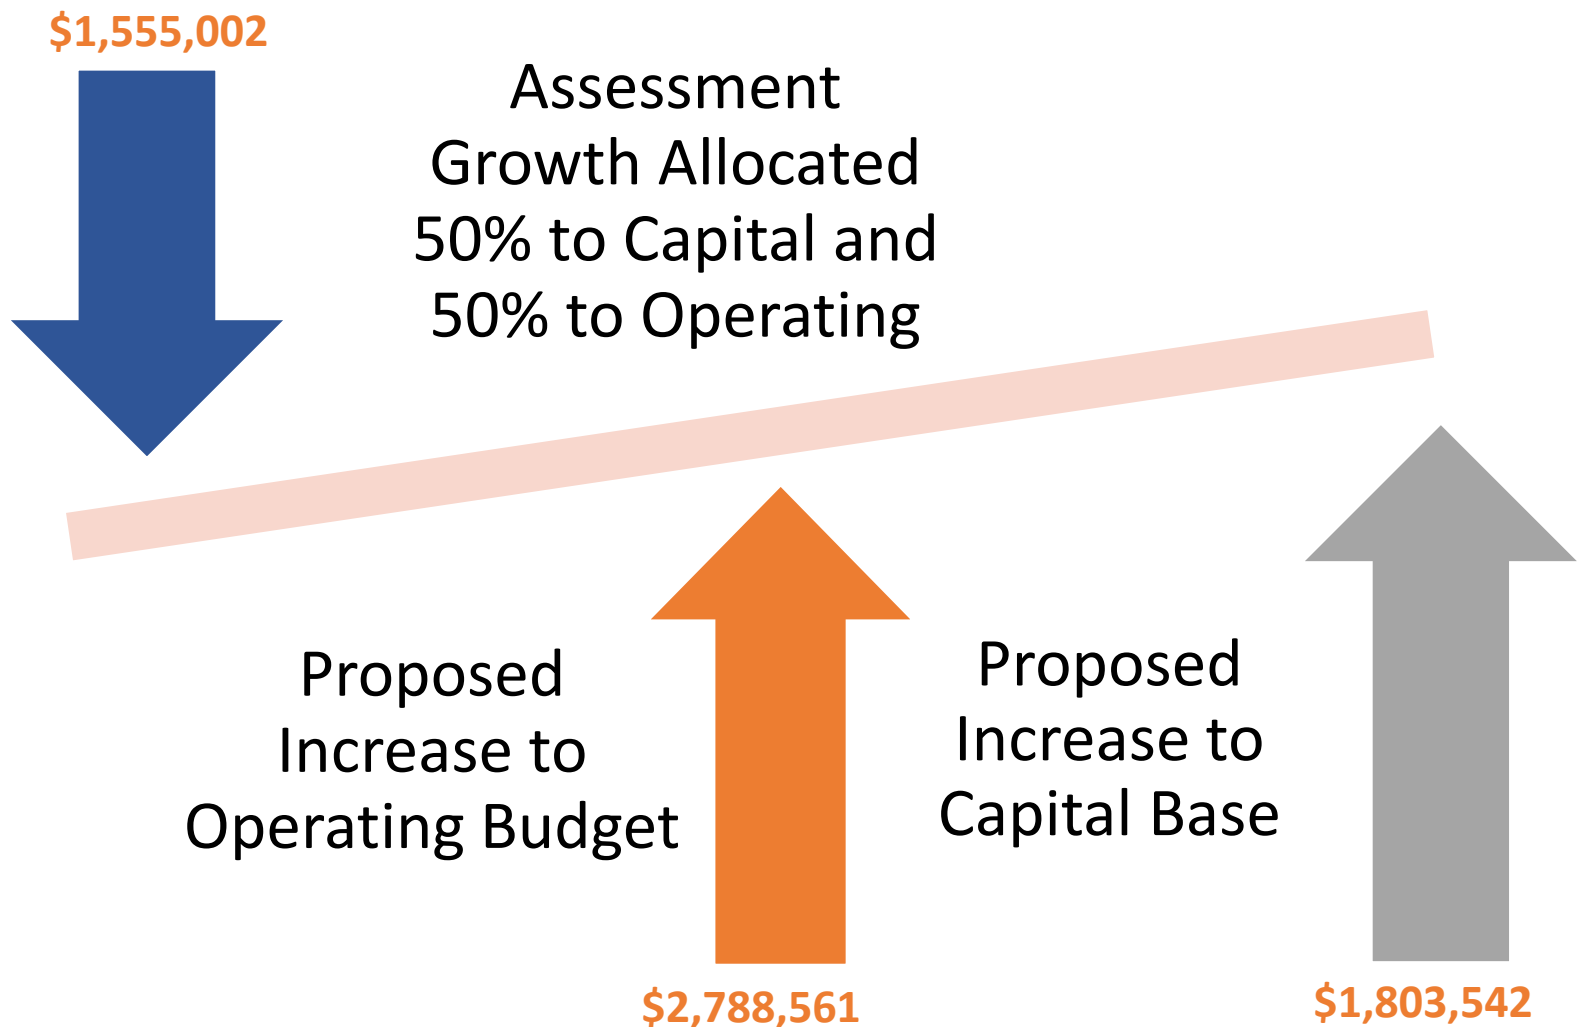 $1,555,002
Assessment
Growth Allocated
50% to Capital and
50% to Operating
Proposed
Increase to
Operating Budget
$2,788,561
Proposed
Increase to
Capital Base
$1,803,542